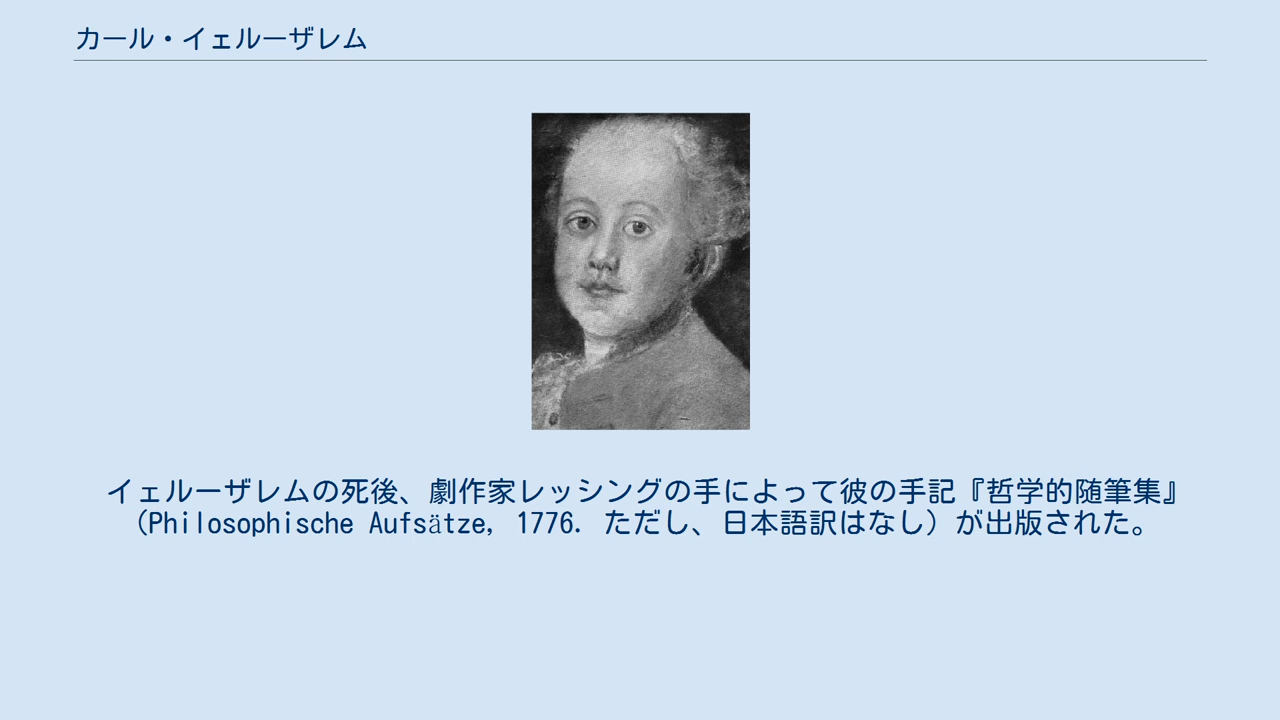 カール・イェルーザレム
イェルーザレムの死後、劇作家レッシングの手によって彼の手記『哲学的随筆集』
（Philosophische Aufsätze, 1776. ただし、日本語訳はなし）が出版された。